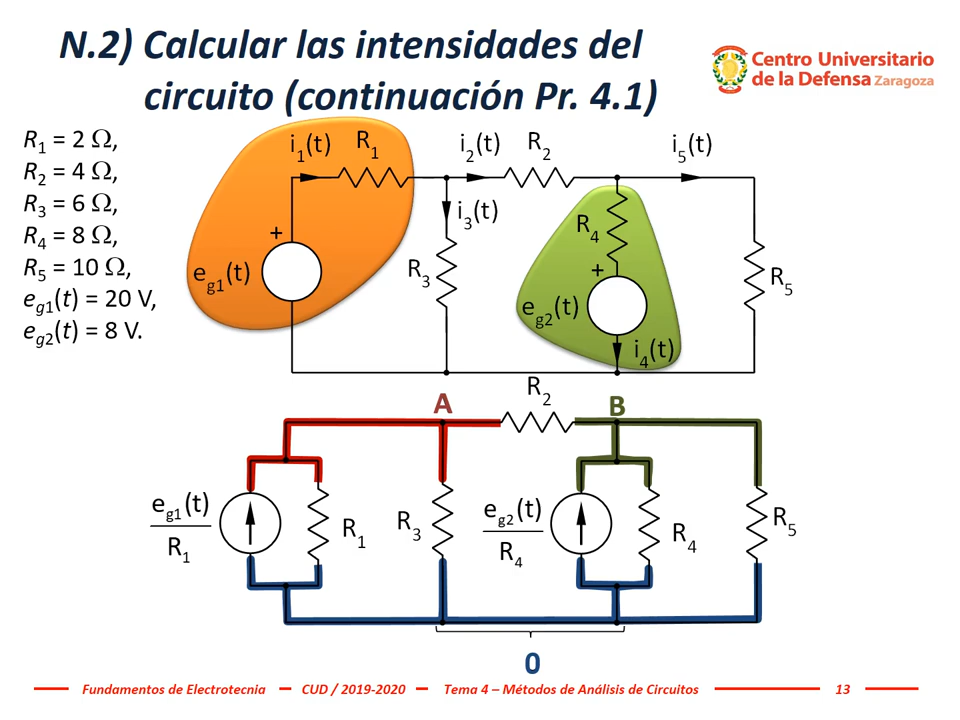 N.2) Calcular las intensidades del
circuito (continuación Pr. 4.1)
Centro Universitario
de la Defensa Zaragoza
R1 = 2 Ω,
R2 = 4 Ω,
R3 = 6 Ω,
R4 = 8 Ω,
R5 = 10 Ω,
eg1(t) = 20 V,
eg2(t) = 8 V.
i1(t) R1 i2(t) R2 i5(t)
i3(t)
+ R4
eg1(t) R3 + R5
eg2(t)
i4(t)
R2
A B
eg1(t) eg2(t)
R1 R3 R4 R5
R1 R4
0
Fundamentos de Electrotecnia CUD / 2019-2020 Tema 4 – Métodos de Análisis de Circuitos 13